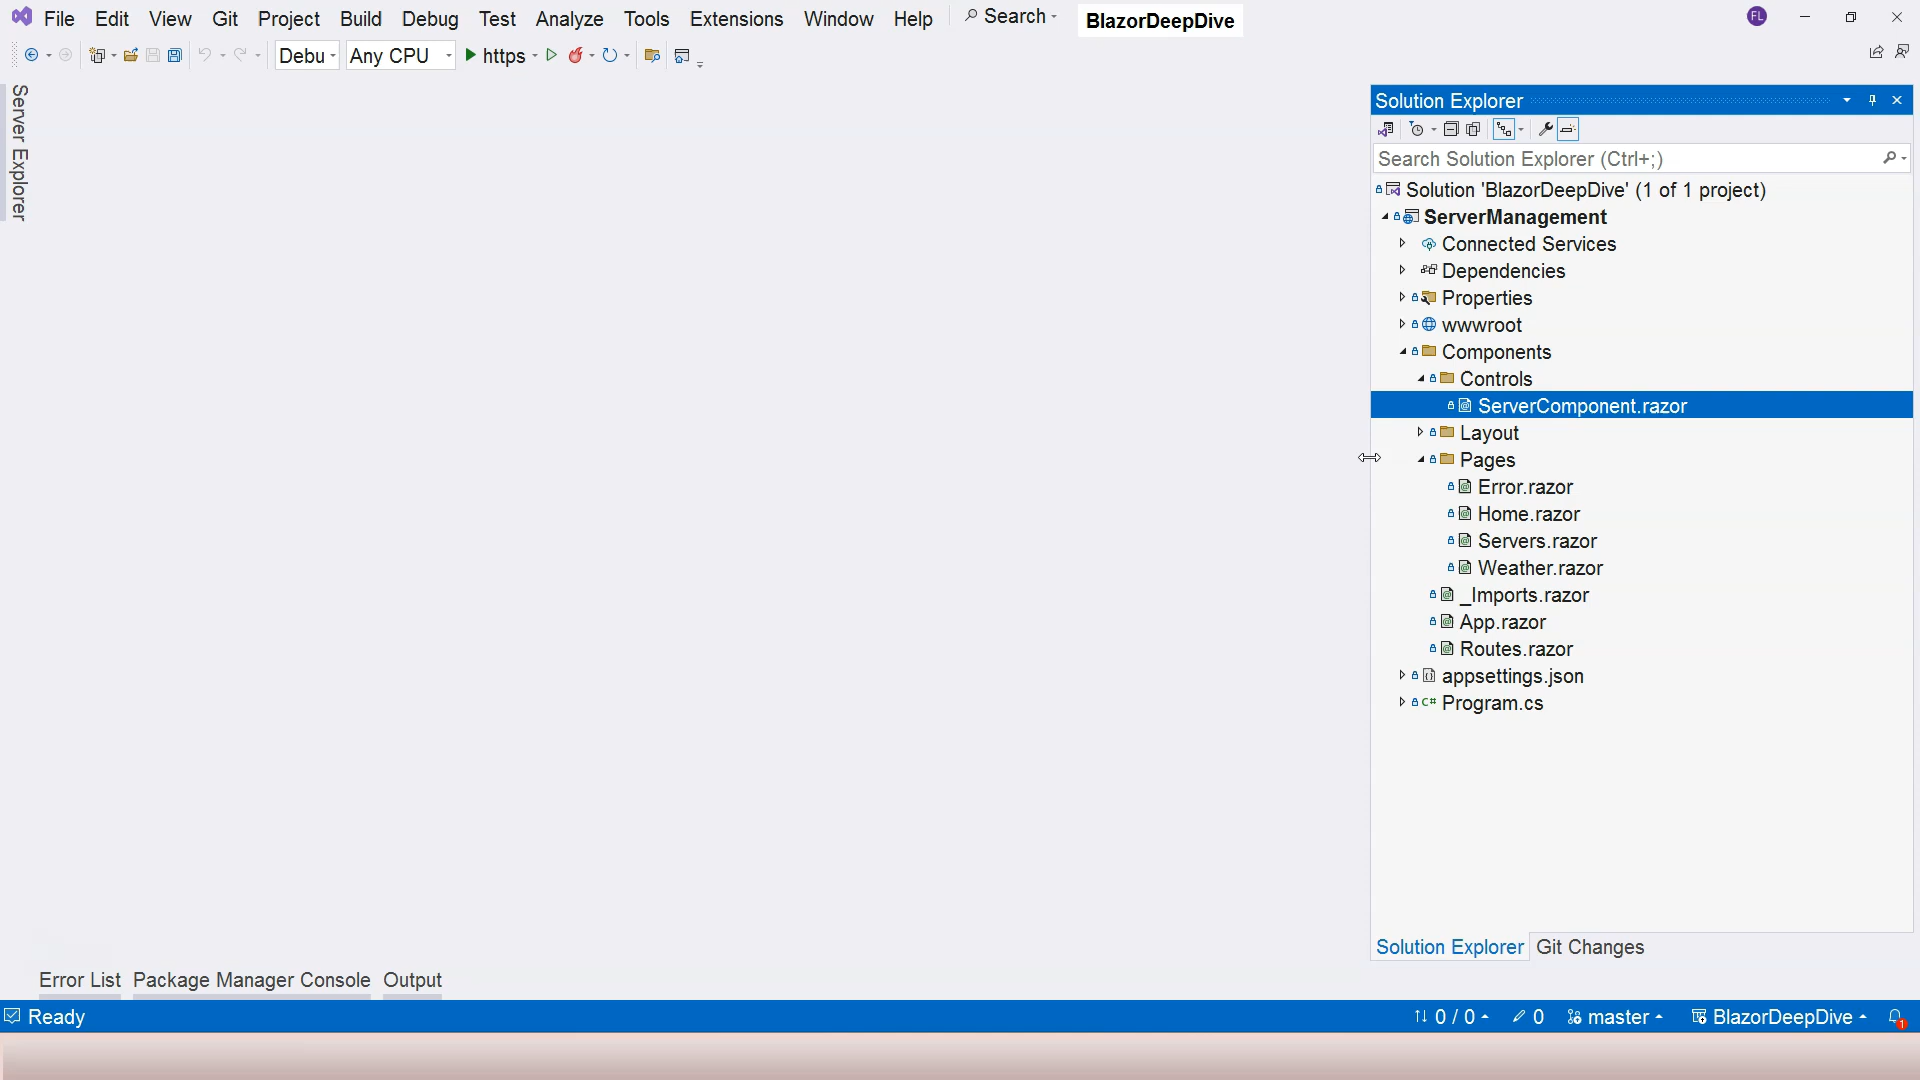 File Edit View Git Project Build Debug Test Analyze Tools Extensions Window Help Search BlazorDeepDive FL
Debu Any CPU https
Server Explorer
Solution Explorer
Search Solution Explorer (Ctrl+;)
Solution 'BlazorDeepDive' (1 of 1 project)
ServerManagement
Connected Services
Dependencies
Properties
wwwroot
Components
Controls
ServerComponent.razor
Layout
Pages
Error.razor
Home.razor
Servers.razor
Weather.razor
_Imports.razor
App.razor
Routes.razor
appsettings.json
C# Program.cs
Solution Explorer Git Changes
Error List Package Manager Console Output
Ready 0 / 0 0 master BlazorDeepDive 1